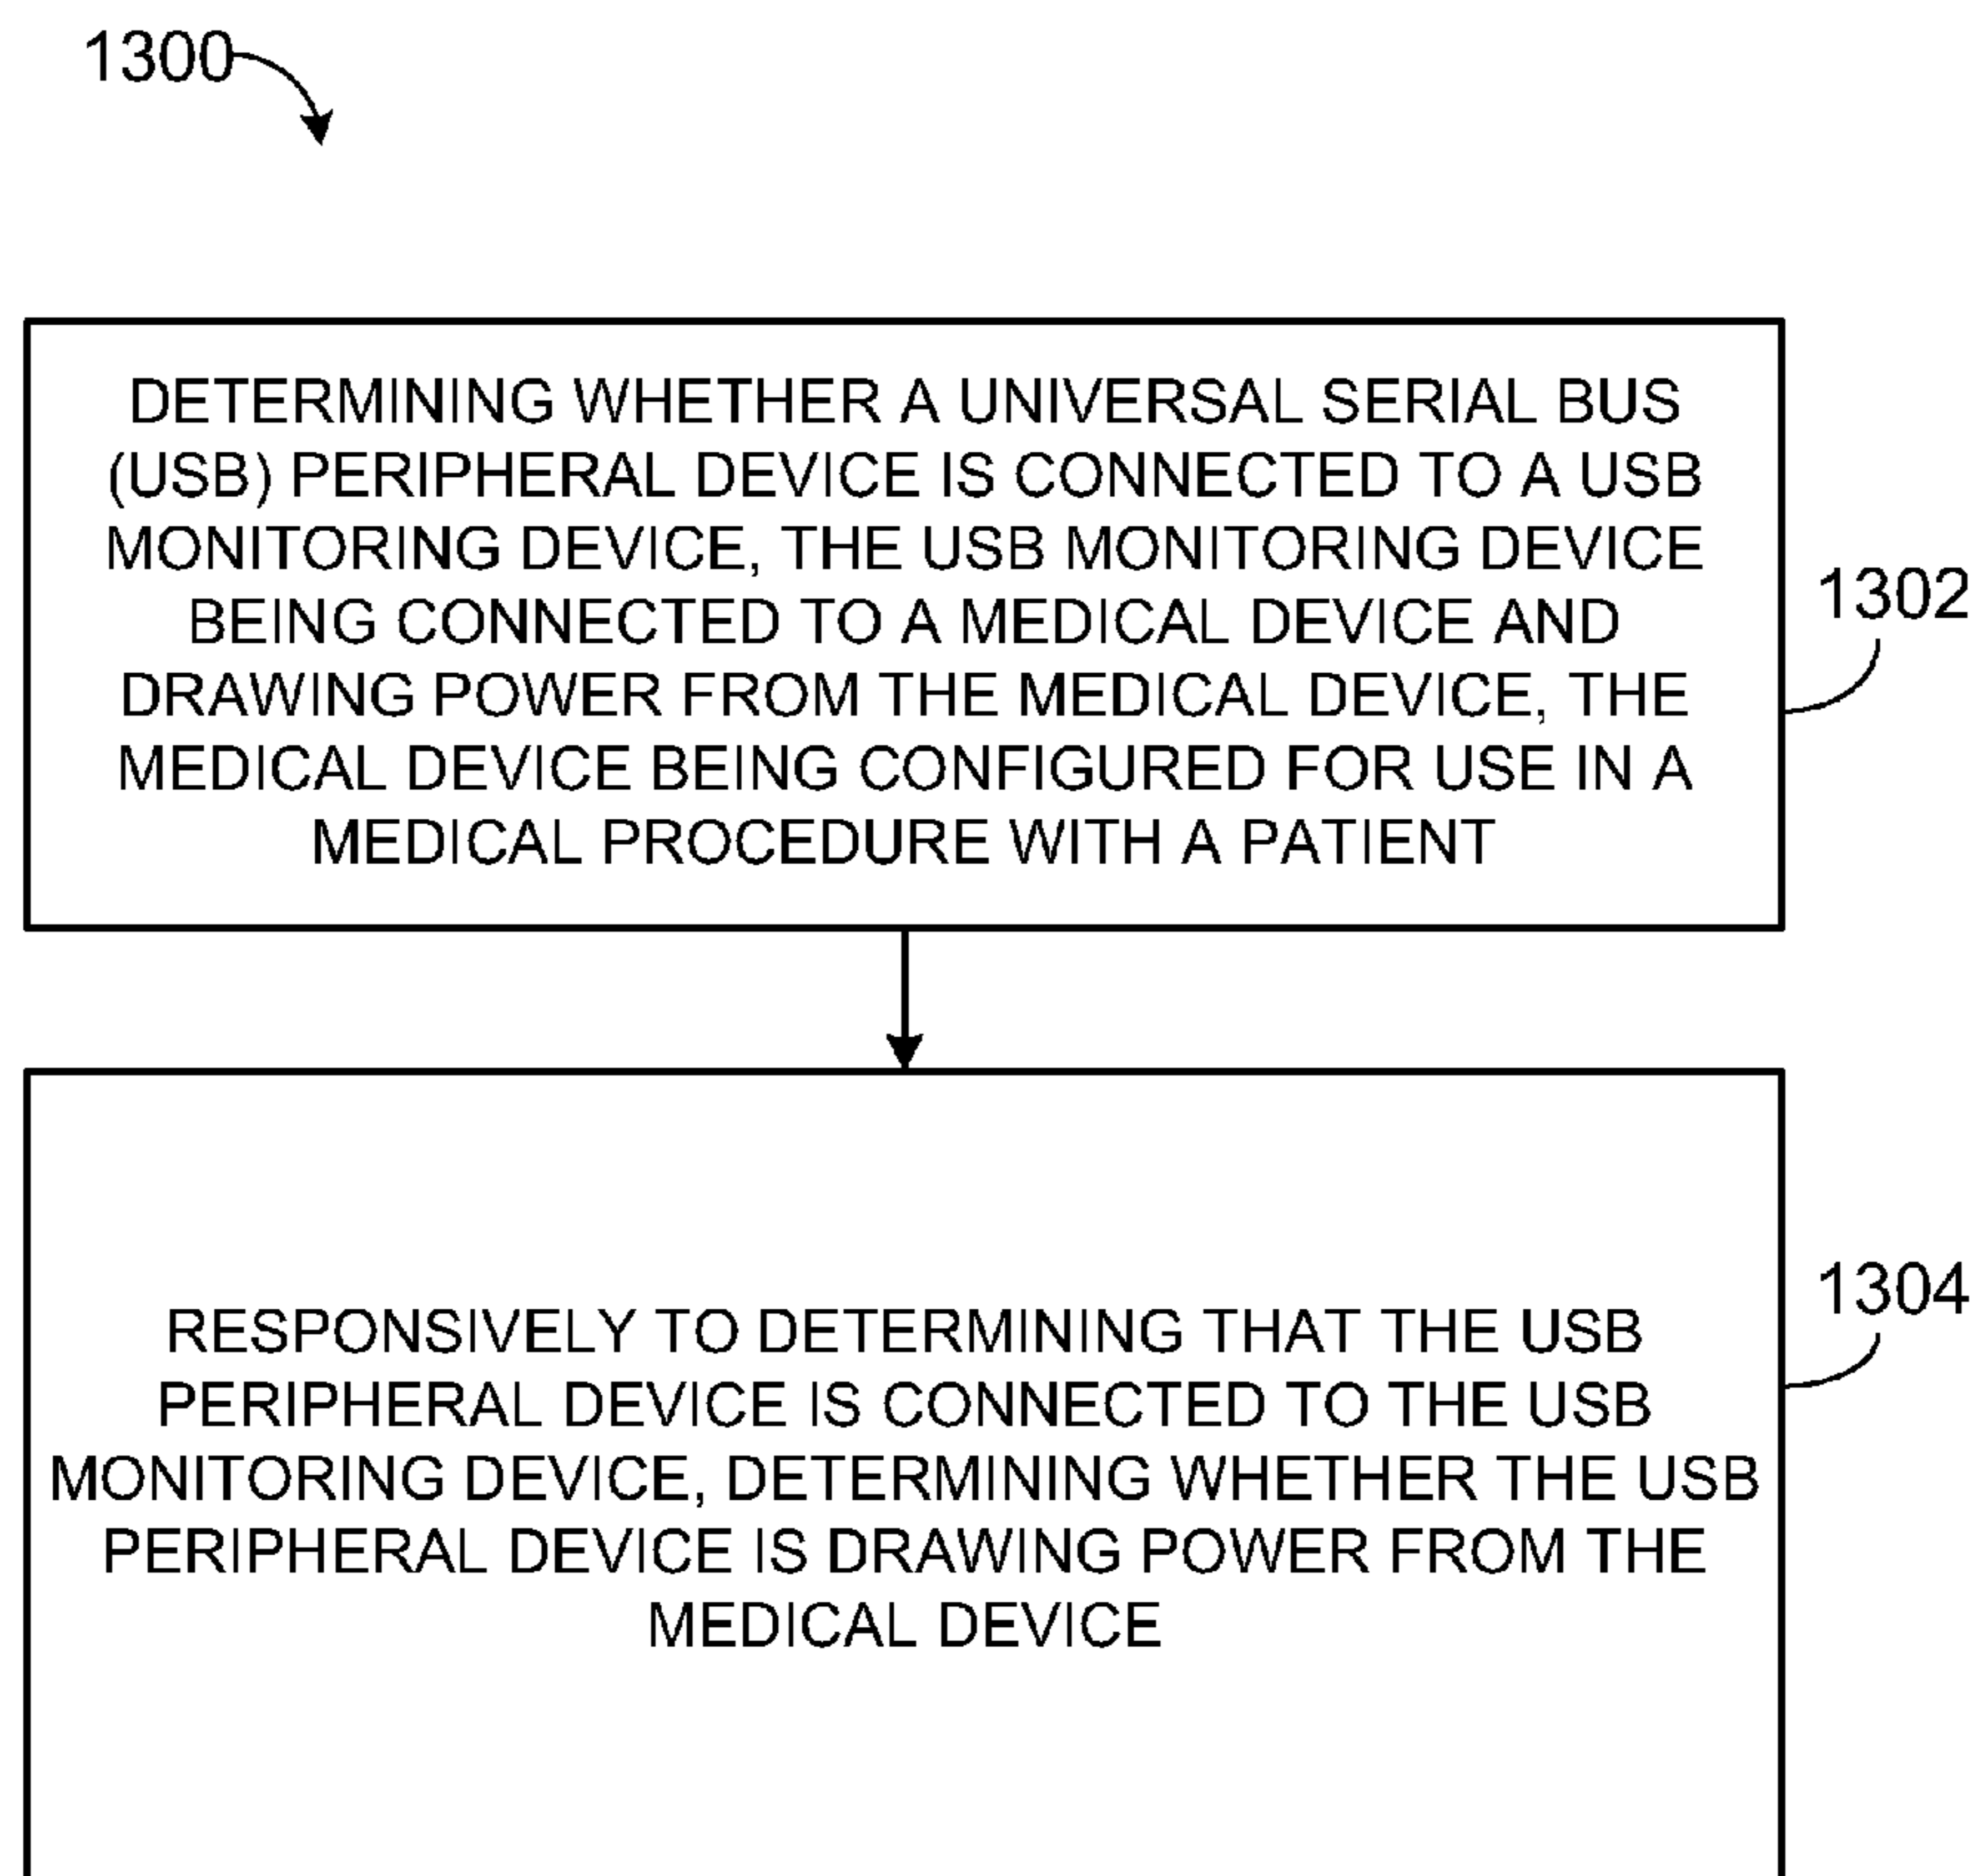 1300
DETERMINING WHETHER A UNIVERSAL SERIAL BUS
(USB) PERIPHERAL DEVICE IS CONNECTED TO A USB
MONITORING DEVICE, THE USB MONITORING DEVICE
BEING CONNECTED TO A MEDICAL DEVICE AND
DRAWING POWER FROM THE MEDICAL DEVICE, THE
MEDICAL DEVICE BEING CONFIGURED FOR USE IN A
MEDICAL PROCEDURE WITH A PATIENT
1302
RESPONSIVELY TO DETERMINING THAT THE USB
PERIPHERAL DEVICE IS CONNECTED TO THE USB
MONITORING DEVICE, DETERMINING WHETHER THE USB
PERIPHERAL DEVICE IS DRAWING POWER FROM THE
MEDICAL DEVICE
1304